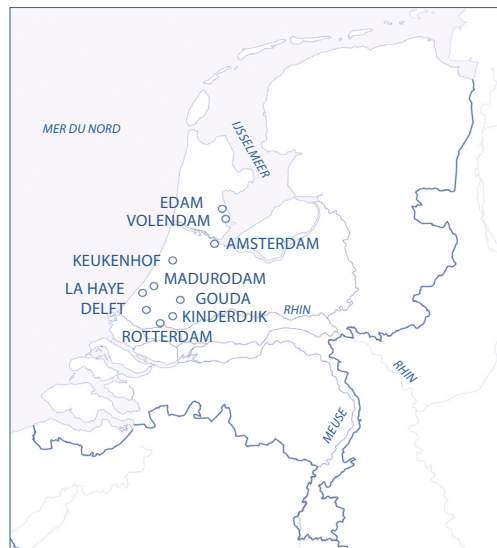 MER DU NORD
IJSSELMEER
EDAM
VOLENDAM
AMSTERDAM
KEUKENHOF
MADURODAM
LA HAYE
GOUDA
DELFT
RHIN
KINDERDJIK
ROTTERDAM
RHIN
MEUSE